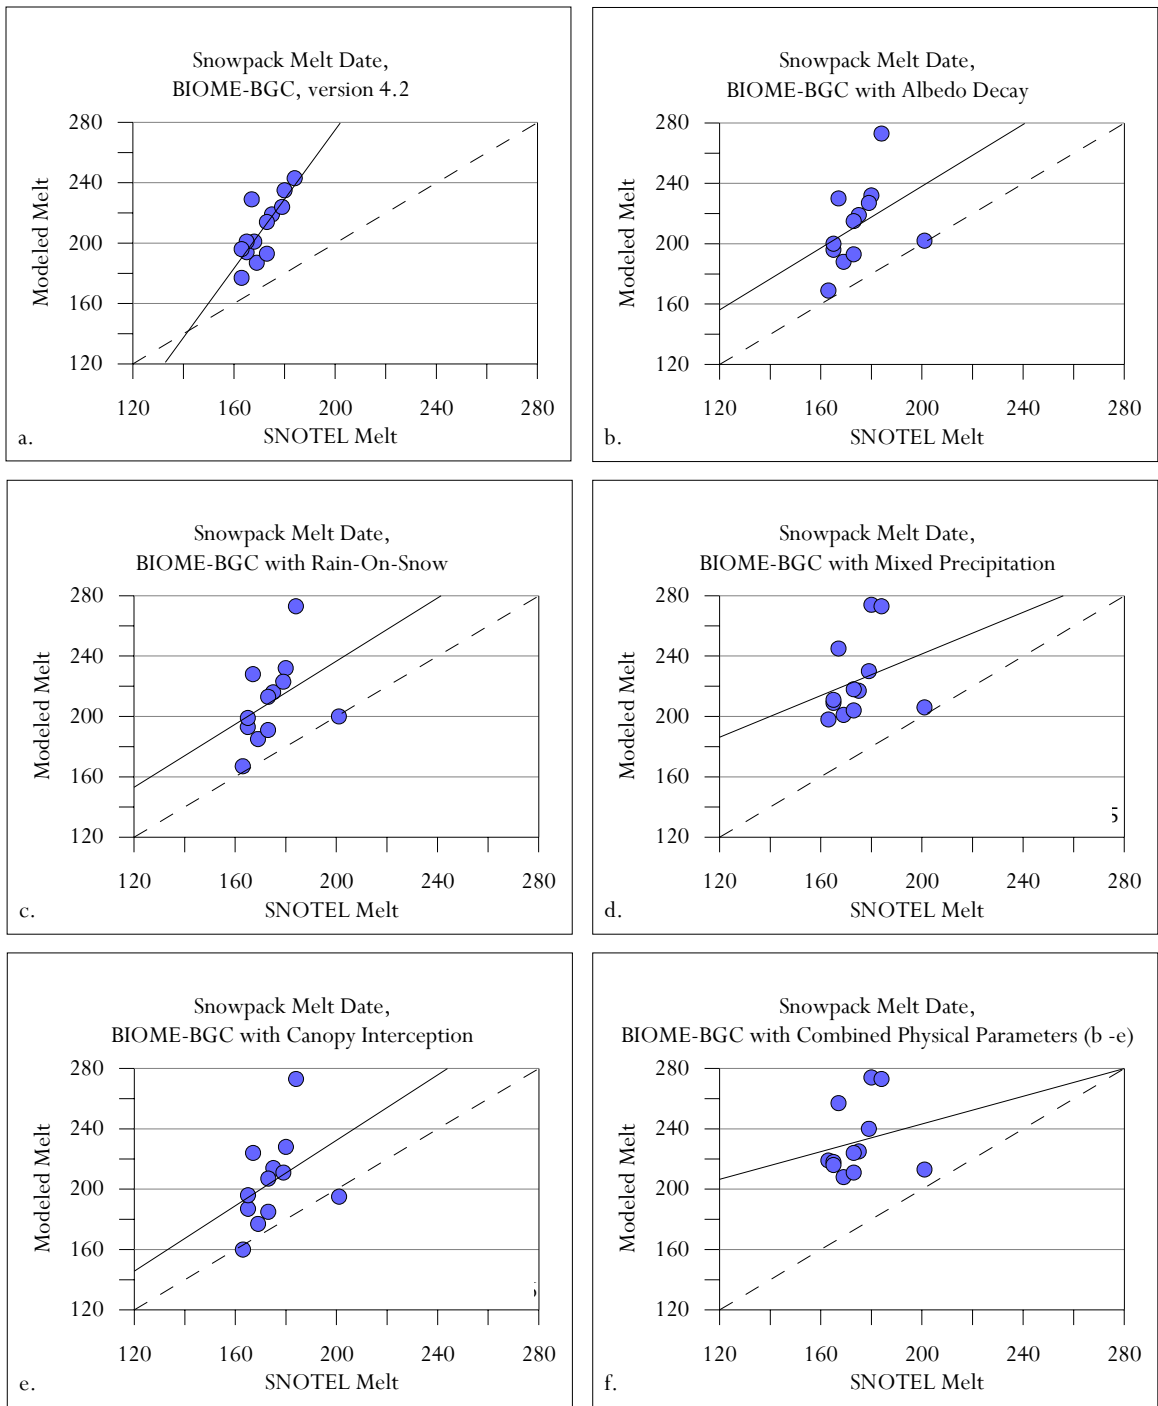 Snowpack Melt Date,
BIOME-BGC, version 4.2
280
240
200
160
120
Modeled Melt
120 160 200 240 280
SNOTEL Melt
a.
Snowpack Melt Date,
BIOME-BGC with Albedo Decay
280
240
200
160
120
Modeled Melt
120 160 200 240 280
SNOTEL Melt
b.
Snowpack Melt Date,
BIOME-BGC with Rain-On-Snow
280
240
200
160
120
Modeled Melt
120 160 200 240 280
SNOTEL Melt
c.
Snowpack Melt Date,
BIOME-BGC with Mixed Precipitation
280
240
200
160
120
Modeled Melt
120 160 200 240 280
SNOTEL Melt
d.
Snowpack Melt Date,
BIOME-BGC with Canopy Interception
280
240
200
160
120
Modeled Melt
120 160 200 240 280
SNOTEL Melt
e.
Snowpack Melt Date,
BIOME-BGC with Combined Physical Parameters (b -e)
280
240
200
160
120
Modeled Melt
120 160 200 240 280
SNOTEL Melt
f.